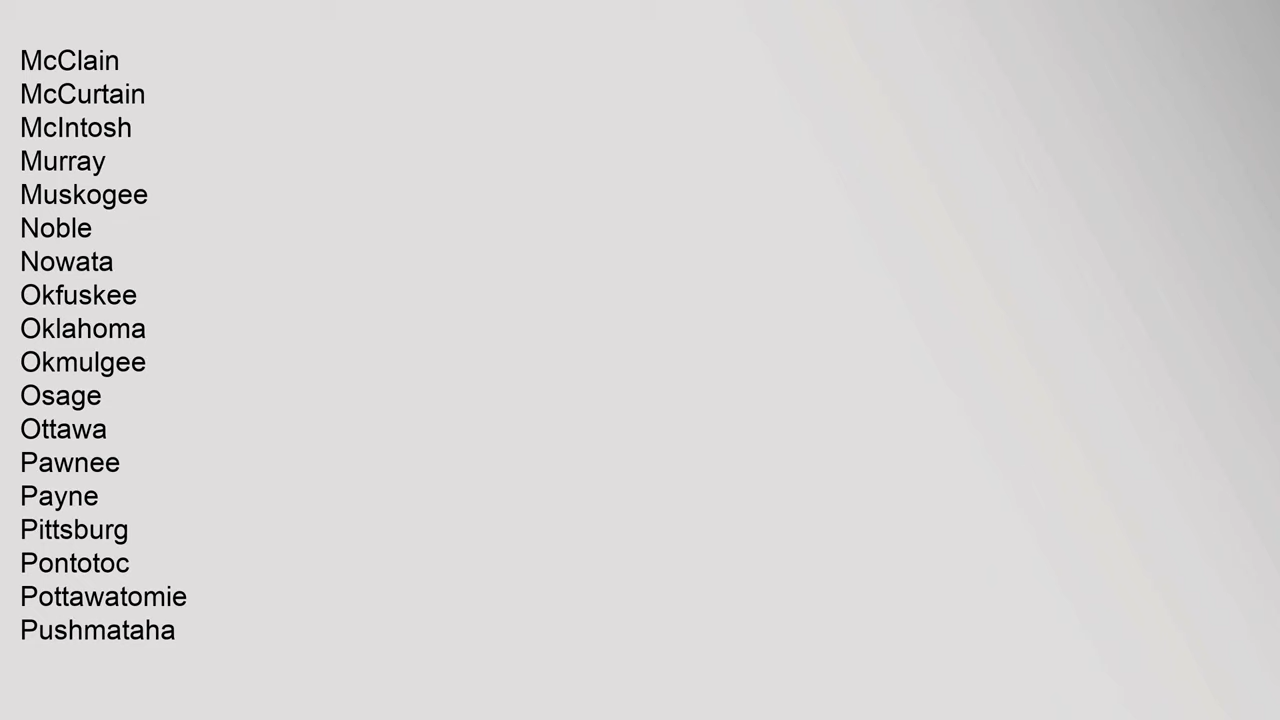 McClain
McCurtain
McIntosh
Murray
Muskogee
Noble
Nowata
Okfuskee
Oklahoma
Okmulgee
Osage
Ottawa
Pawnee
Payne
Pittsburg
Pontotoc
Pottawatomie
Pushmataha